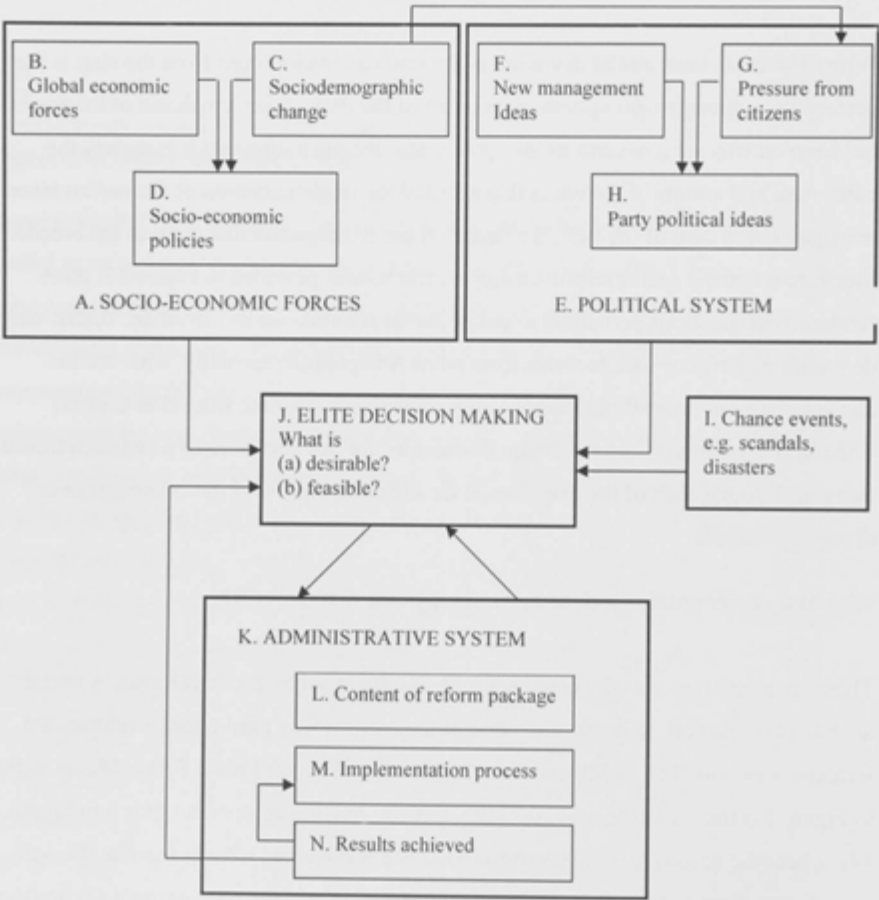 B.
Global economic
forces
C.
Sociodemographic
change
F.
New management
Ideas
G.
Pressure from
citizens
D.
Socio-economic
policies
H.
Party political ideas
A. SOCIO-ECONOMIC FORCES
E. POLITICAL SYSTEM
J. ELITE DECISION MAKING
What is
(a) desirable?
(b) feasible?
I. Chance events,
e.g. scandals,
disasters
K. ADMINISTRATIVE SYSTEM
L. Content of reform package
M. Implementation process
N. Results achieved